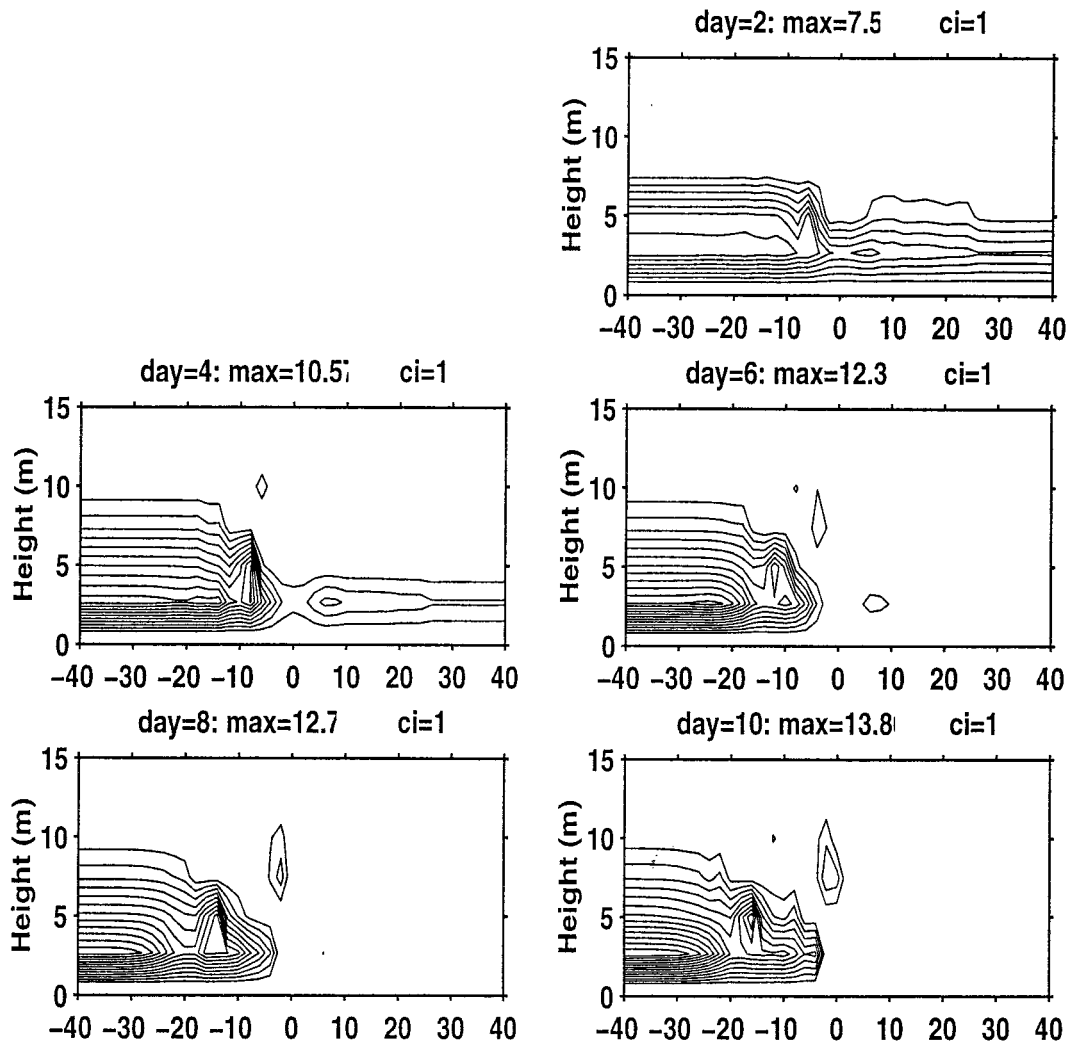 day=2: max=7.5 ci=1
15
10
5
0
Height (m)
−40 −30 −20 −10 0 10 20 30 40
day=4: max=10.57 ci=1
15
10
5
0
Height (m)
−40 −30 −20 −10 0 10 20 30 40
day=6: max=12.3 ci=1
15
10
5
0
Height (m)
−40 −30 −20 −10 0 10 20 30 40
day=8: max=12.7 ci=1
15
10
5
0
Height (m)
−40 −30 −20 −10 0 10 20 30 40
day=10: max=13.8 ci=1
15
10
5
0
Height (m)
−40 −30 −20 −10 0 10 20 30 40